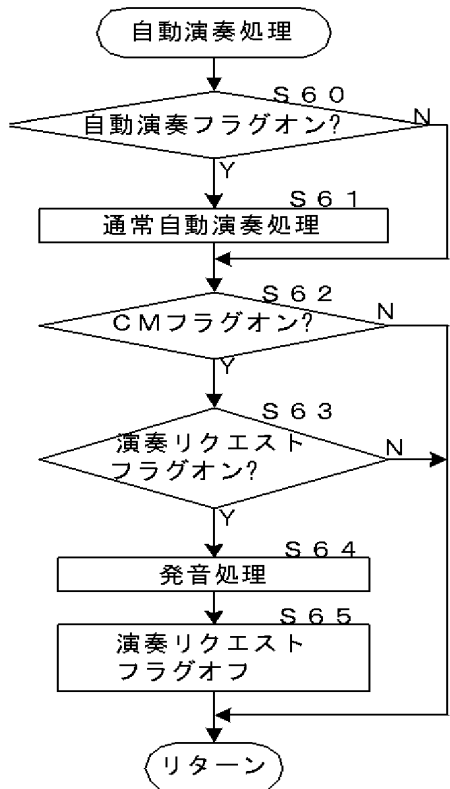 自動演奏処理
S60
自動演奏フラグオン?
N
Y
S61
通常自動演奏処理
S62
CMフラグオン?
N
Y
S63
演奏リクエスト
フラグオン?
N
Y
S64
発音処理
S65
演奏リクエスト
フラグオフ
リターン